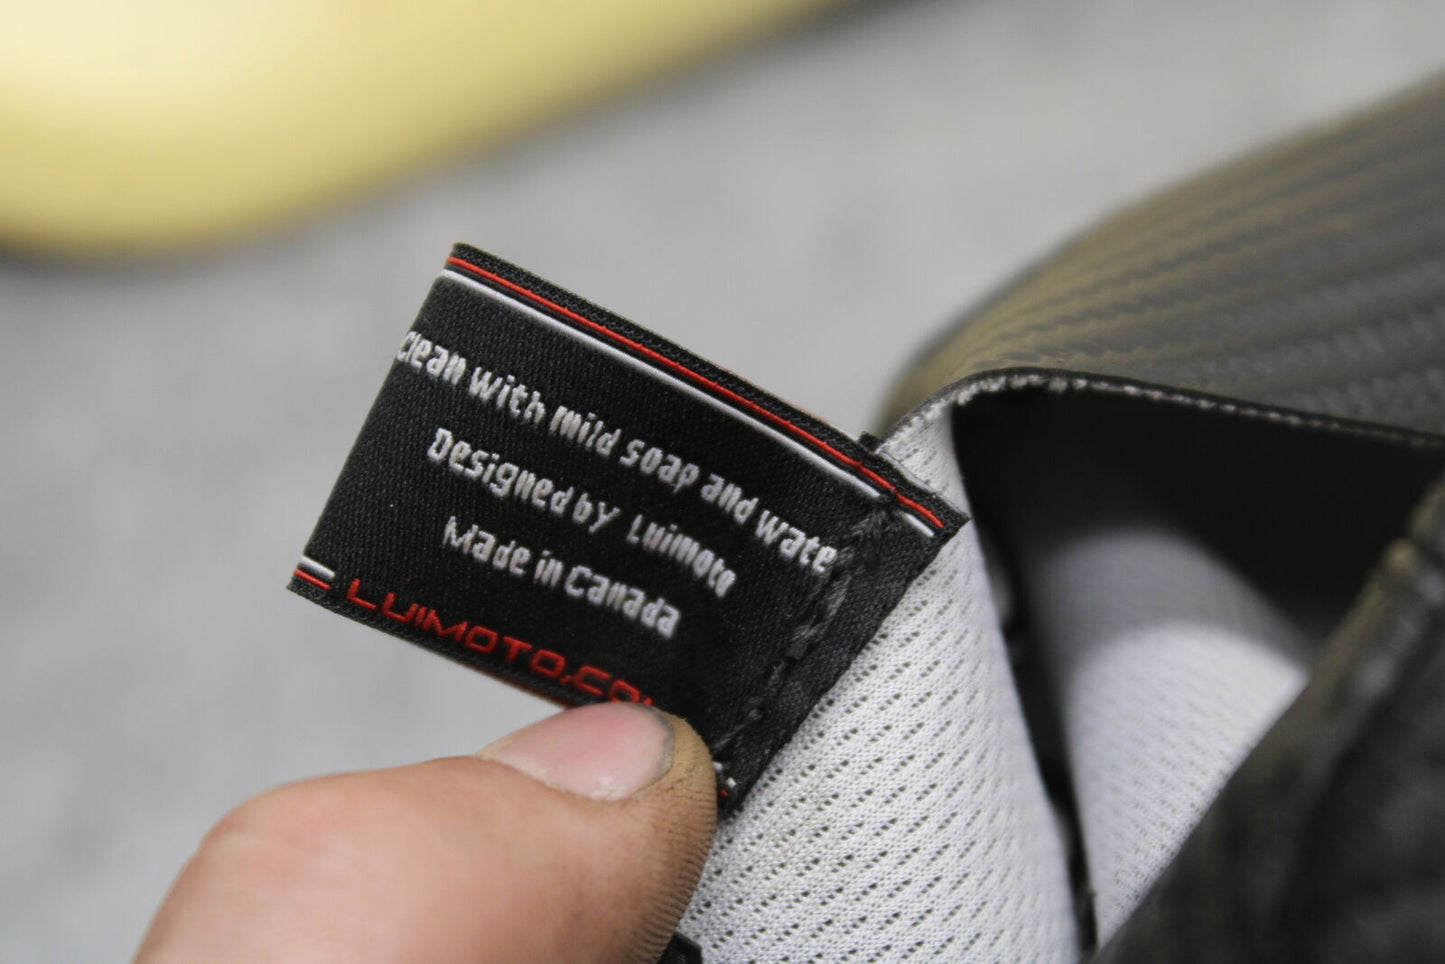 clean with mild soap and wate
Designed by Luimoto
Made in Canada
LUIMOTO.CO